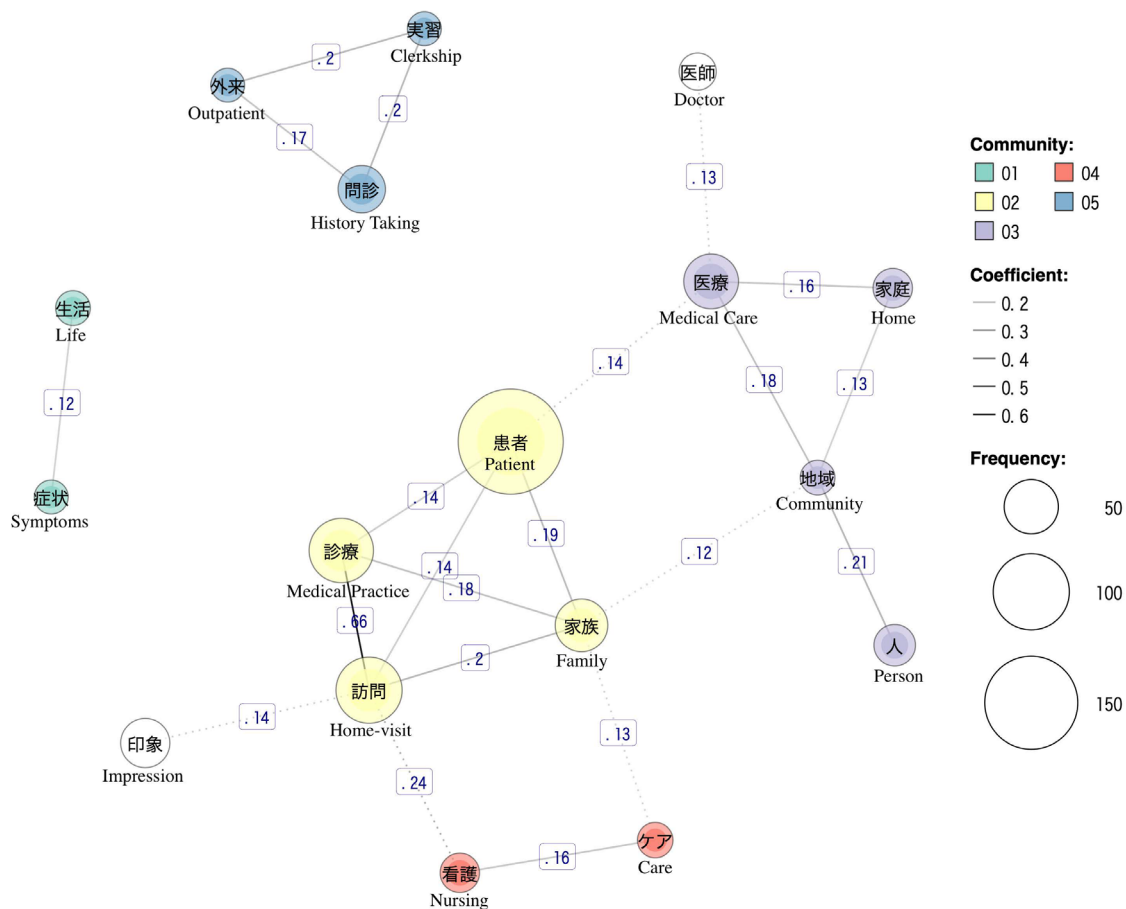 実習
Clerkship
.2
外来
Outpatient
.2
.17
問診
History Taking
医師
Doctor
.13
医療
Medical Care
.16
家庭
Home
.14
.18
.13
地域
Community
.21
人
Person
生活
Life
.12
症状
Symptoms
患者
Patient
.14
.19
診療
Medical Practice
.14
.18
.12
.66
家族
Family
.2
訪問
Home-visit
.14
印象
Impression
.13
.24
ケア
Care
.16
看護
Nursing
Community:
01
04
02
05
03
Coefficient:
0.2
0.3
0.4
0.5
0.6
Frequency:
50
100
150